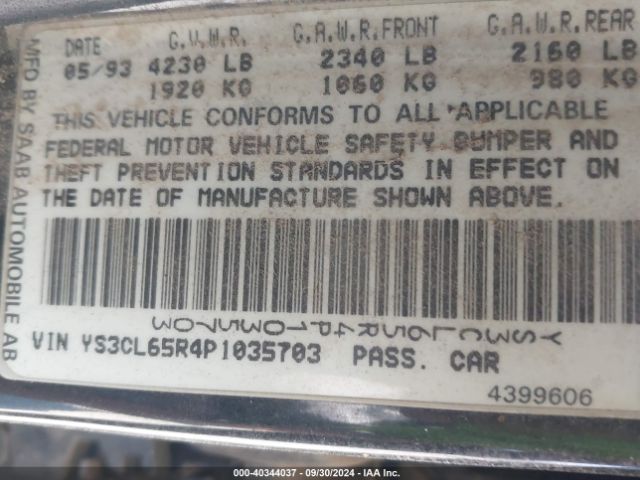 DATE G.V.W.R. G.A.W.R.FRONT G.A.W.R.REAR
05/93 4230 LB 2340 LB 2160 LB
1920 KG 1060 KG 980 KG
THIS VEHICLE CONFORMS TO ALL APPLICABLE
FEDERAL MOTOR VEHICLE SAFETY BUMPER AND
THEFT PREVENTION STANDARDS IN EFFECT ON
THE DATE OF MANUFACTURE SHOWN ABOVE.
YS3CL65R4P1035703
VIN YS3CL65R4P1035703 PASS. CAR
4399606
MFD BY SAAB AUTOMOBILE AB
000-40344037 - 09/30/2024 - IAA Inc.